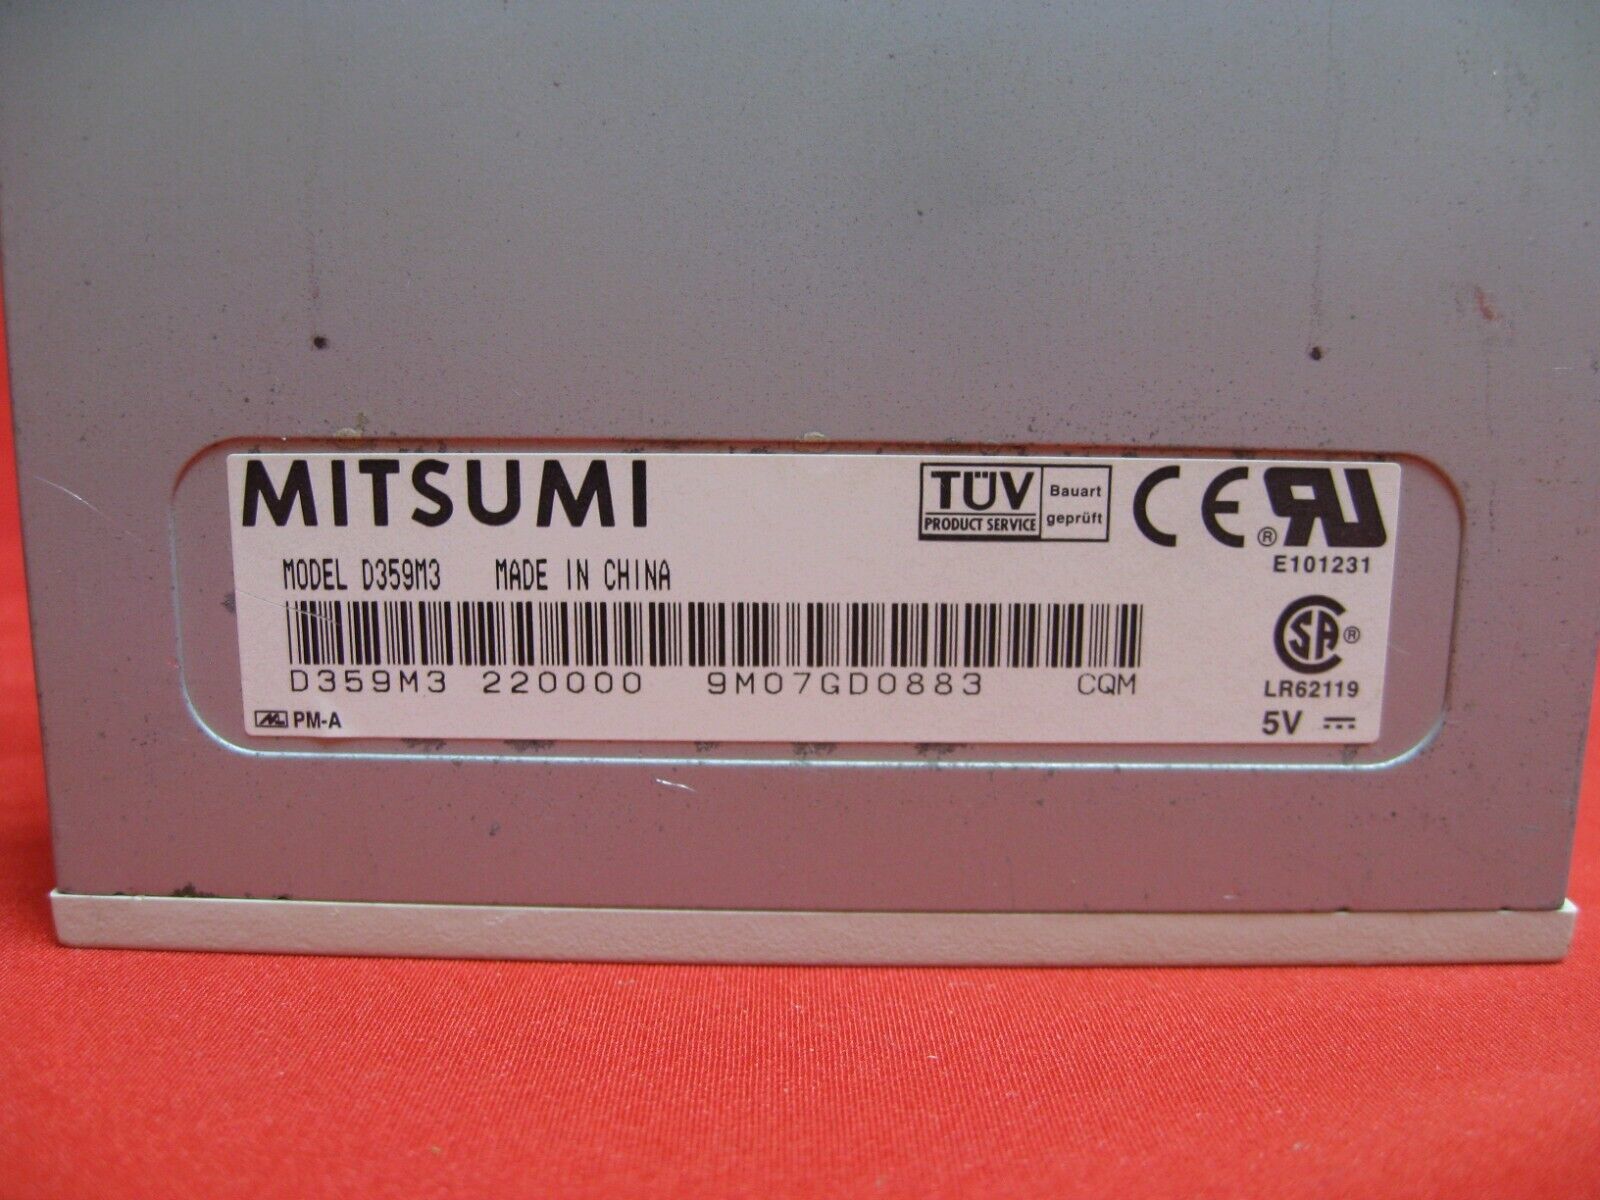 MITSUMI
TÜV
PRODUCT SERVICE
Bauart
geprüft
CE
®
E101231
MODEL D359M3 MADE IN CHINA
SA ®
LR62119
D359M3 220000 9M07GD0883 CQM
PM-A
5V